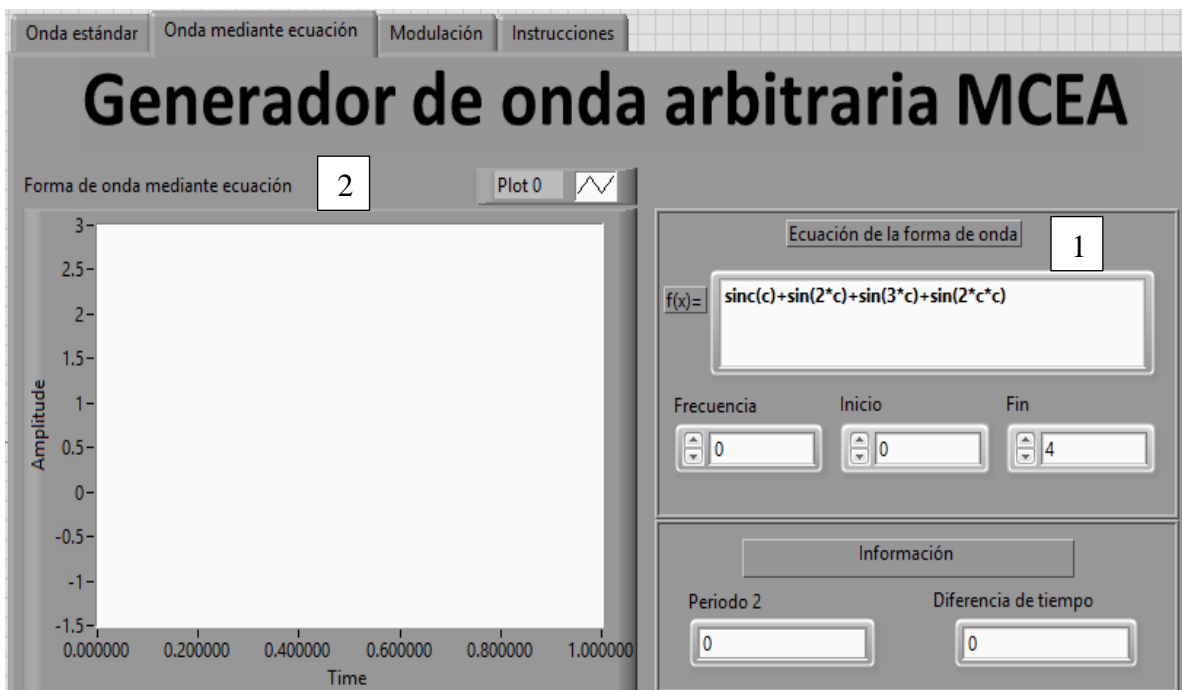 Onda estándar Onda mediante ecuación Modulación Instrucciones
Generador de onda arbitraria MCEA
Forma de onda mediante ecuación 2 Plot 0
3
2.5
2
1.5
1
0.5
0
-0.5
-1
-1.5
Amplitude
0.000000 0.200000 0.400000 0.600000 0.800000 1.000000
Time
Ecuación de la forma de onda 1
f(x)= sinc(c)+sin(2*c)+sin(3*c)+sin(2*c*c)
Frecuencia Inicio Fin
0 0 4
Información
Periodo 2 Diferencia de tiempo
0 0